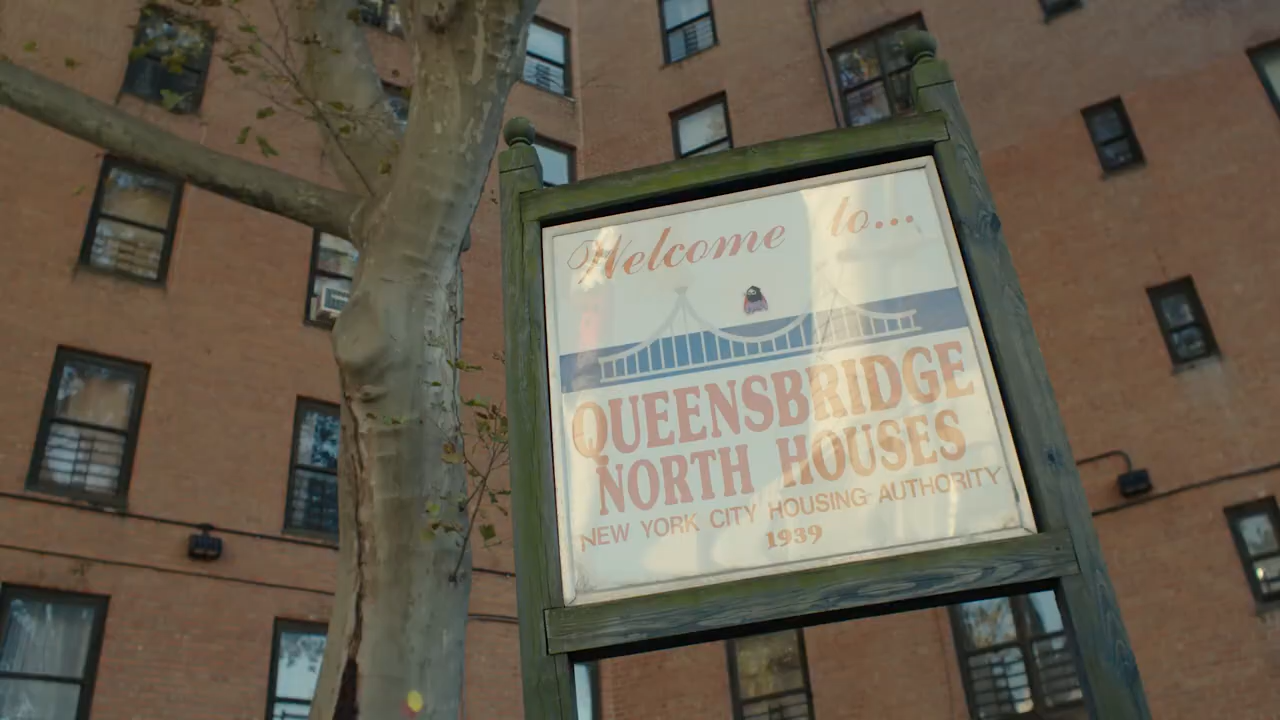 Welcome to...
QUEENSBRIDGE
NORTH HOUSES
NEW YORK CITY HOUSING AUTHORITY
1939